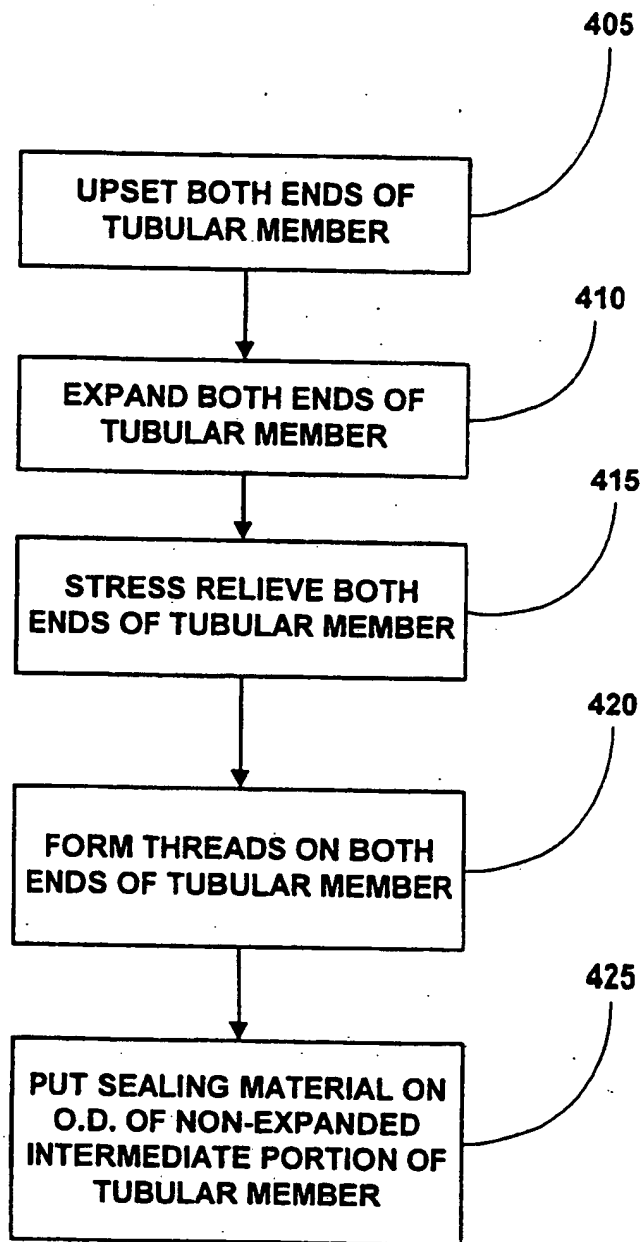 405
UPSET BOTH ENDS OF
TUBULAR MEMBER
410
EXPAND BOTH ENDS OF
TUBULAR MEMBER
415
STRESS RELIEVE BOTH
ENDS OF TUBULAR MEMBER
420
FORM THREADS ON BOTH
ENDS OF TUBULAR MEMBER
425
PUT SEALING MATERIAL ON
O.D. OF NON-EXPANDED
INTERMEDIATE PORTION OF
TUBULAR MEMBER